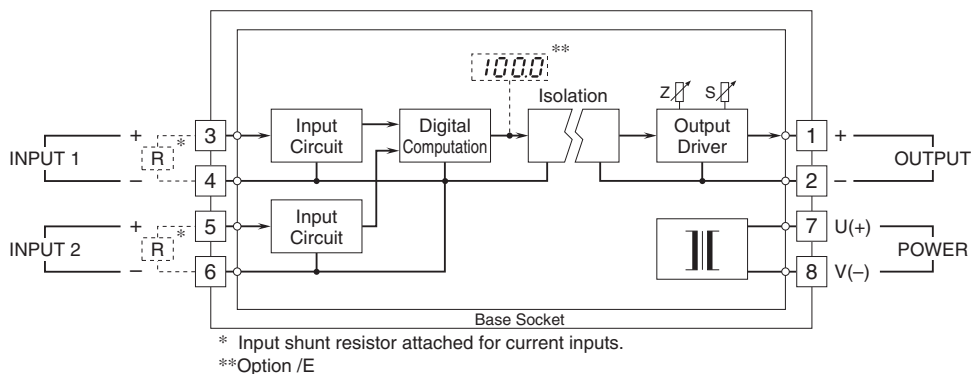 100.0 **
Isolation
Z S
INPUT 1 + R * 3 Input Circuit Digital Computation Output Driver 1 + OUTPUT
– 4 2 –
INPUT 2 + R * 5 Input Circuit 7 U(+) POWER
– 6 8 V(–)
Base Socket
* Input shunt resistor attached for current inputs.
**Option /E